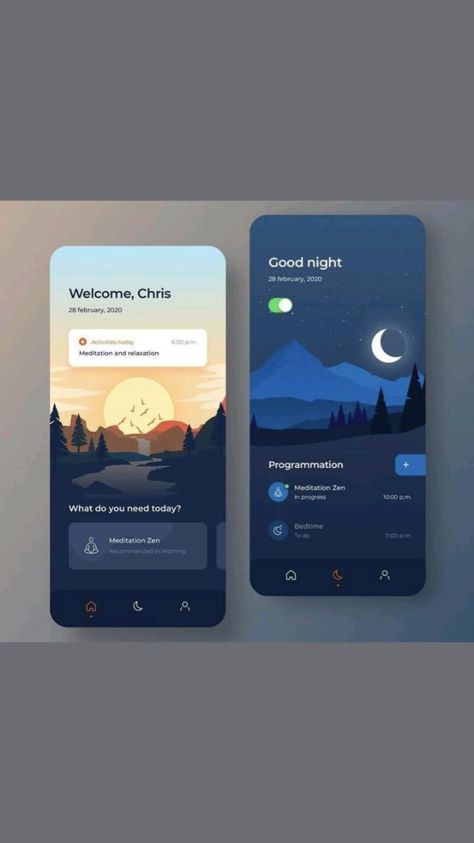 Welcome, Chris
28 february, 2020
Activities today 8:00 p.m
Meditation and relaxation
What do you need today?
Meditation Zen
Recommended in Morning
Good night
28 february, 2020
Programmation +
Meditation Zen
In progress 10:00 p.m.
Bedtime
To-do 11:00 p.m.